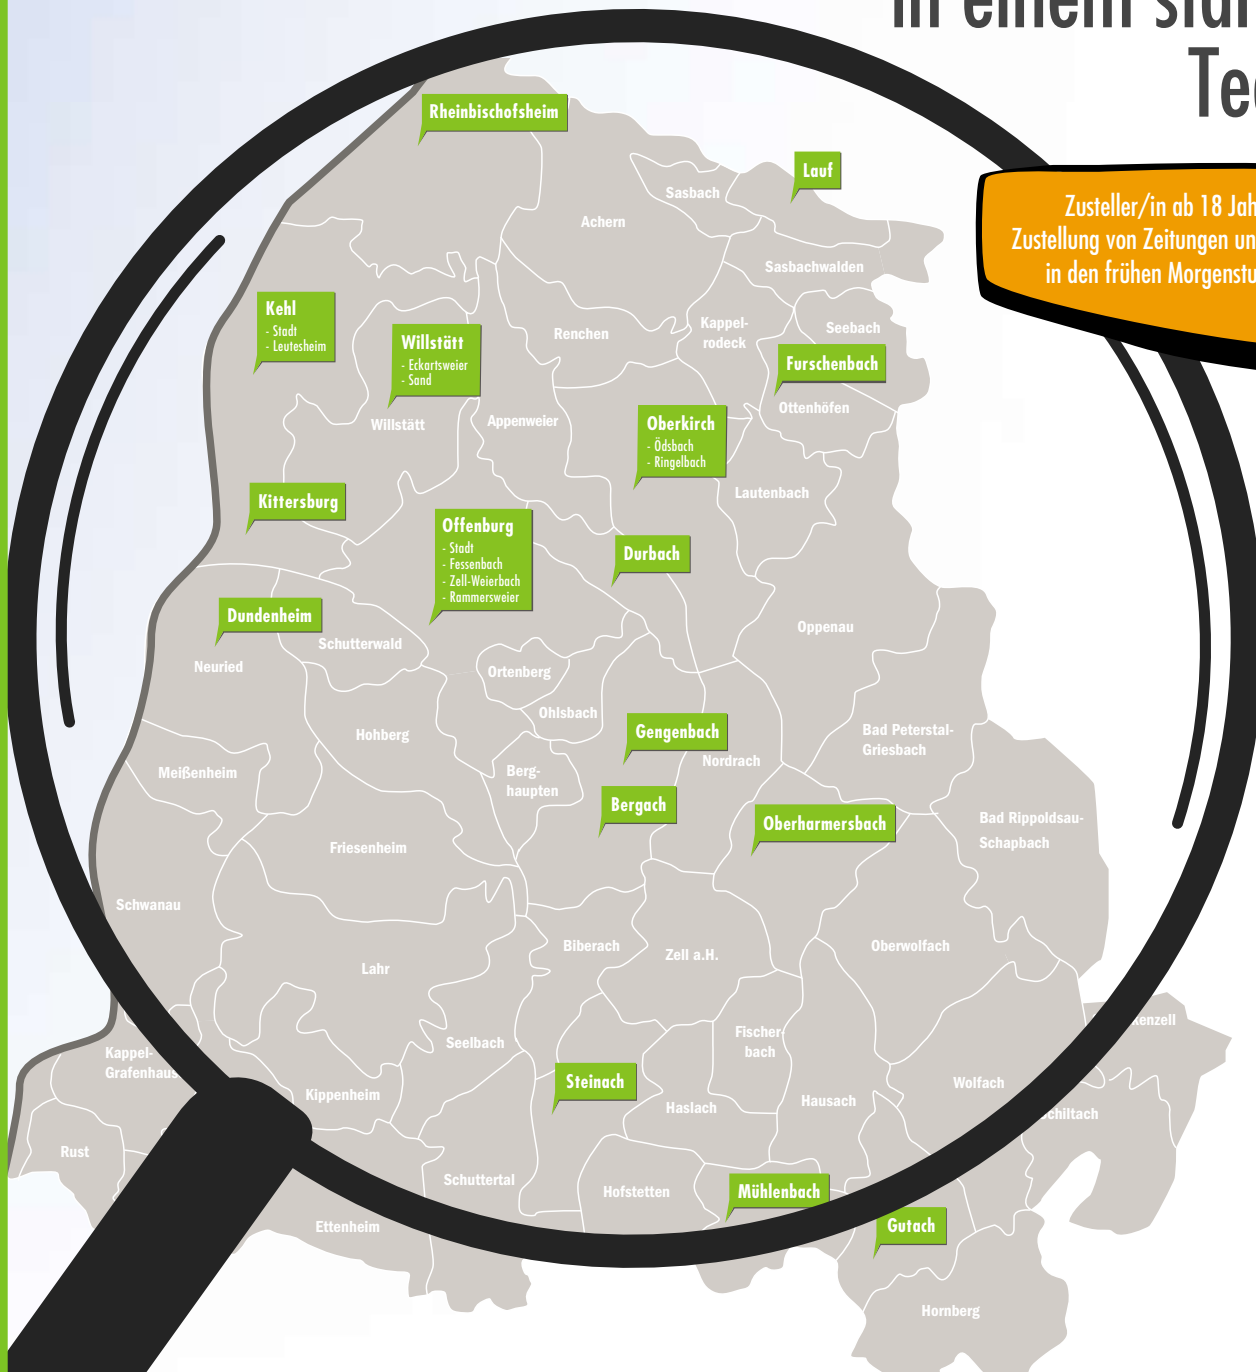 in einem
Rheinbischofsheim
Lauf
Sasbach
Achern
Zusteller/in ab 18
Zustellung von Zeitungen
in den frühen
Sasbachwalden
Kehl
- Stadt
- Leutesheim
Willstätt
- Eckartsweier
- Sand
Renchen
Kappel-
rodeck
Seebach
Furschenbach
Ottenhöfen
Willstätt
Appenweier
Oberkirch
- Ödsbach
- Ringelbach
Lautenbach
Kittersburg
Offenburg
- Stadt
- Fessenbach
- Zell-Weierbach
- Rammersweier
Durbach
Dundenheim
Schutterwald
Neuried
Oppenau
Ortenberg
Ohlsbach
Hohberg
Gengenbach
Nordrach
Bad Peterstal-
Griesbach
Meißenheim
Berg-
haupten
Bergach
Oberharmersbach
Bad Rippoldsau-
Schapbach
Friesenheim
Schwanau
Biberach
Zell a.H.
Oberwolfach
Lahr
Seelbach
Fischer-
bach
enzell
Kappel-
Grafenhaus
Kippenheim
Steinach
Haslach
Hausach
Wolfach
chiltach
Rust
Schuttertal
Hofstetten
Mühlenbach
Ettenheim
Gutach
Hornberg